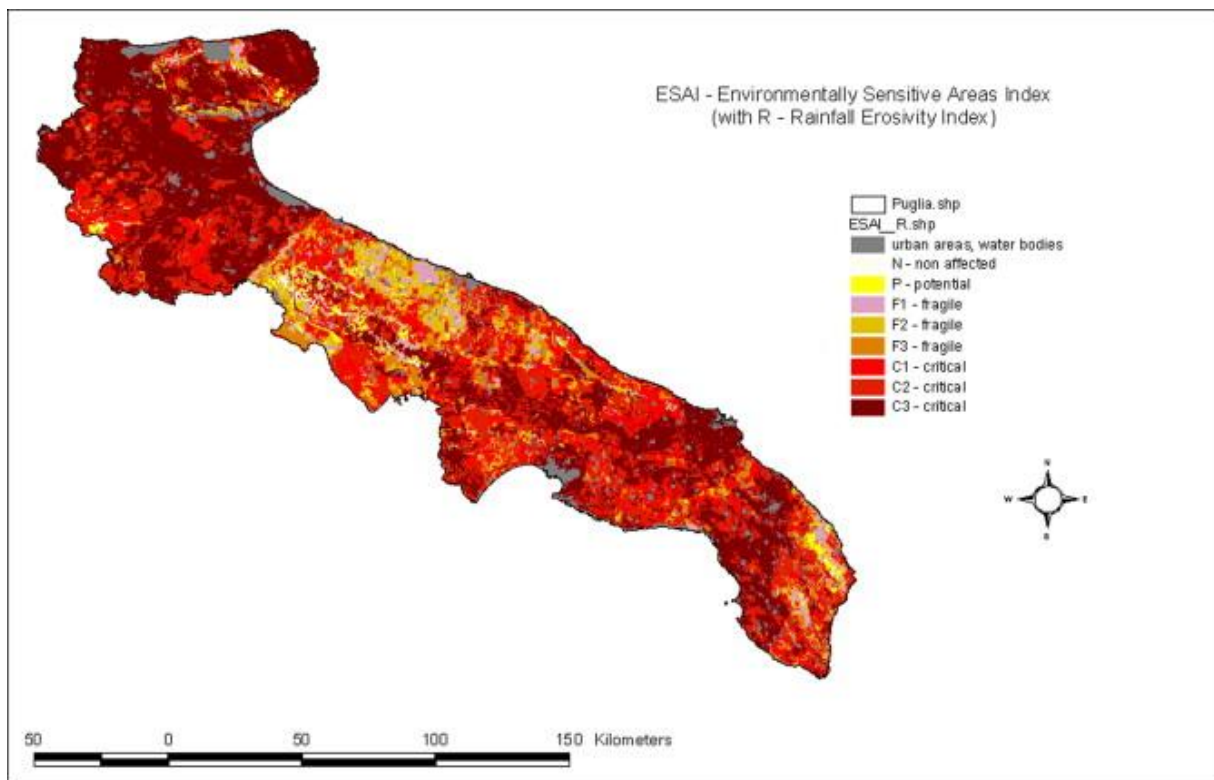 ESAI - Environmentally Sensitive Areas Index
(with R - Rainfall Erosivity Index)
Puglia.shp
ESAI__R.shp
urban areas, water bodies
N - non affected
P - potential
F1 - fragile
F2 - fragile
F3 - fragile
C1 - critical
C2 - critical
C3 - critical
N
W E
S
50 0 50 100 150 Kilometers